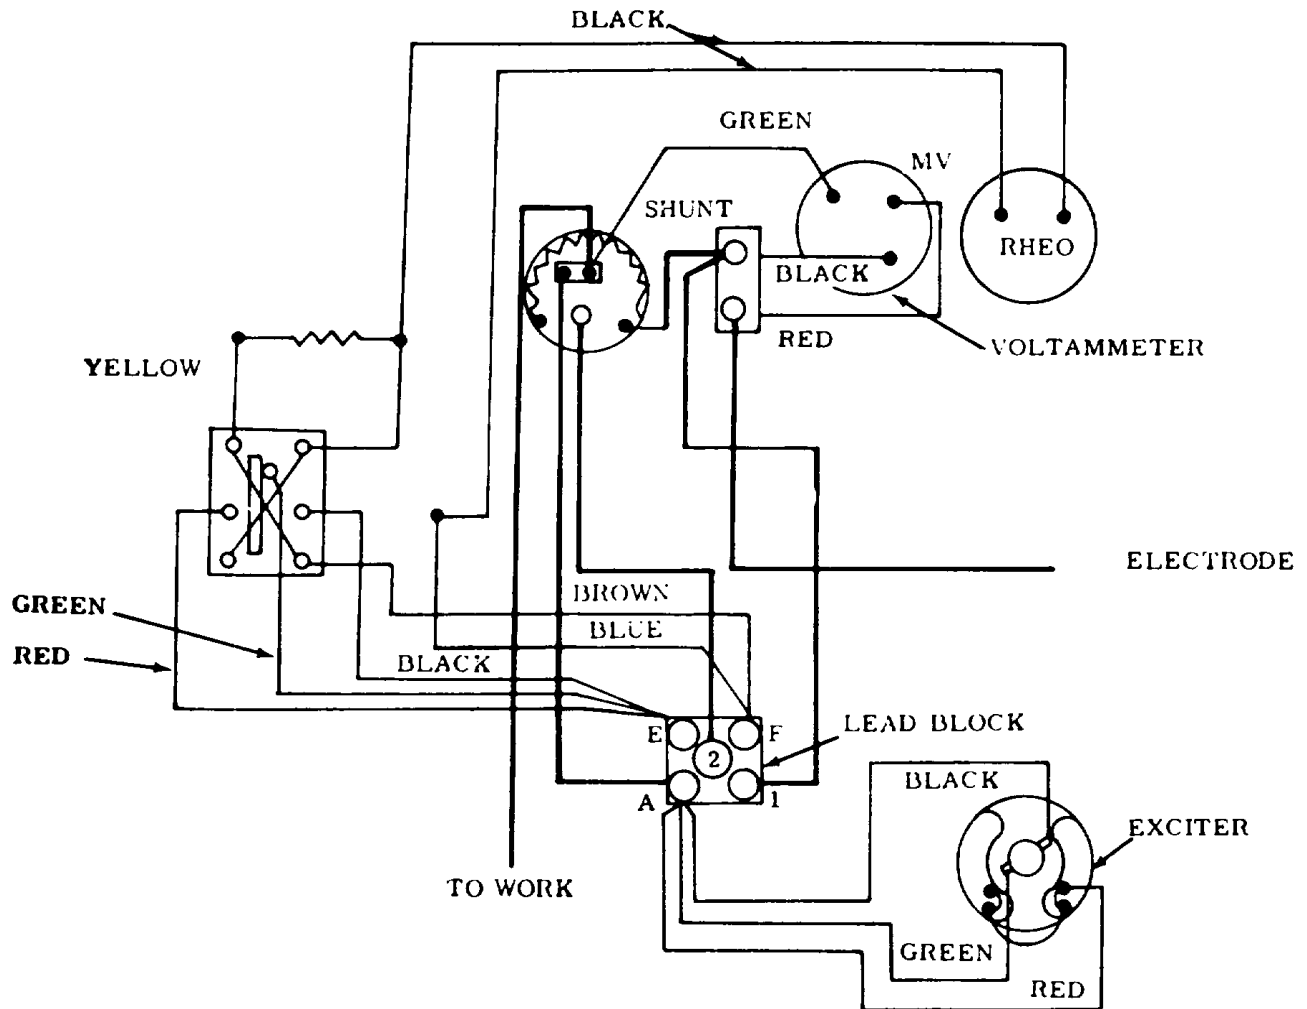 BLACK
GREEN
MV
SHUNT
RHEO
BLACK
RED
VOLTAMMETER
YELLOW
ELECTRODE
BROWN
GREEN
BLUE
RED
BLACK
E
F
LEAD BLOCK
2
BLACK
A
1
EXCITER
TO WORK
GREEN
RED